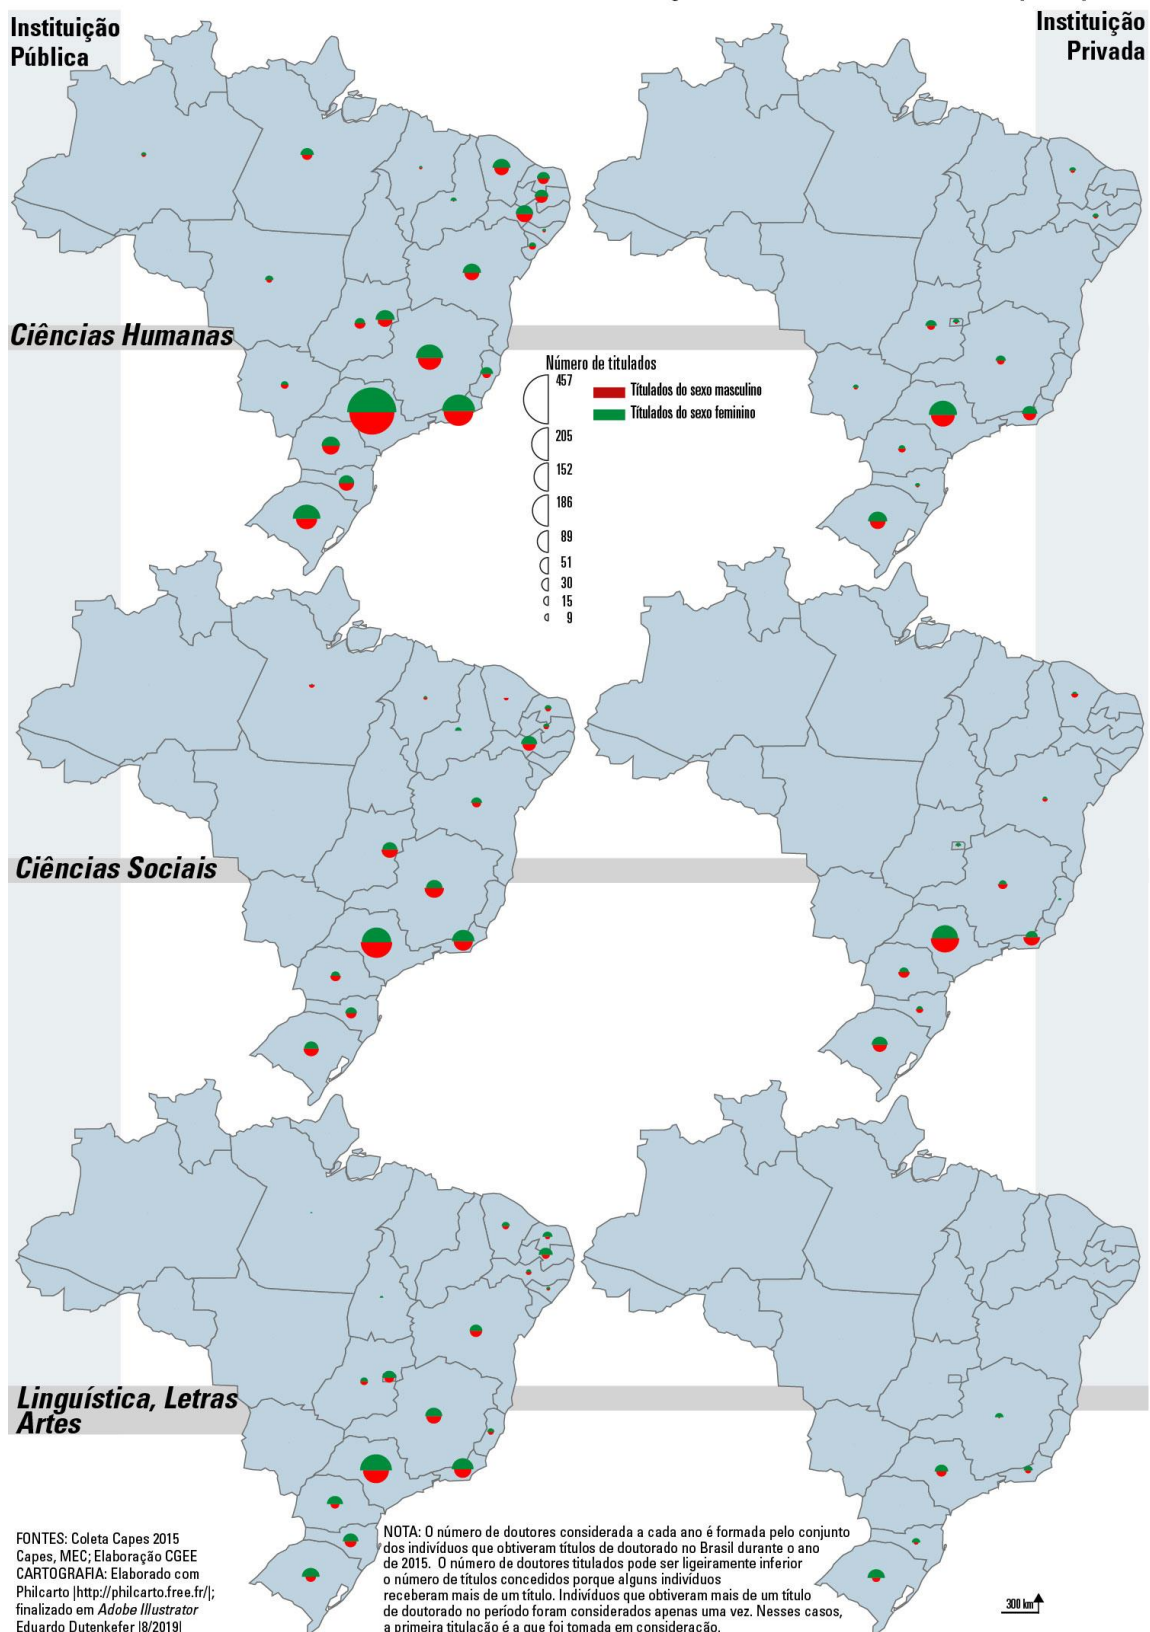 Instituição
Pública
Instituição
Privada
Ciências Humanas
Número de titulados
457
205
152
186
89
51
30
15
9
Títulados do sexo masculino
Títulados do sexo feminino
Ciências Sociais
Linguística, Letras
Artes
FONTES: Coleta Capes 2015
Capes, MEC; Elaboração CGEE
CARTOGRAFIA: Elaborado com
Philcarto |http://philcarto.free.fr/|;
finalizado em Adobe Illustrator
Eduardo Dutenkefer |8/2019|
NOTA: O número de doutores considerada a cada ano é formada pelo conjunto
dos indivíduos que obtiveram títulos de doutorado no Brasil durante o ano
de 2015. O número de doutores titulados pode ser ligeiramente inferior
o número de títulos concedidos porque alguns indivíduos
receberam mais de um título. Indivíduos que obtiveram mais de um título
de doutorado no período foram considerados apenas uma vez. Nesses casos,
a primeira titulação é a que foi tomada em consideração.
300 km